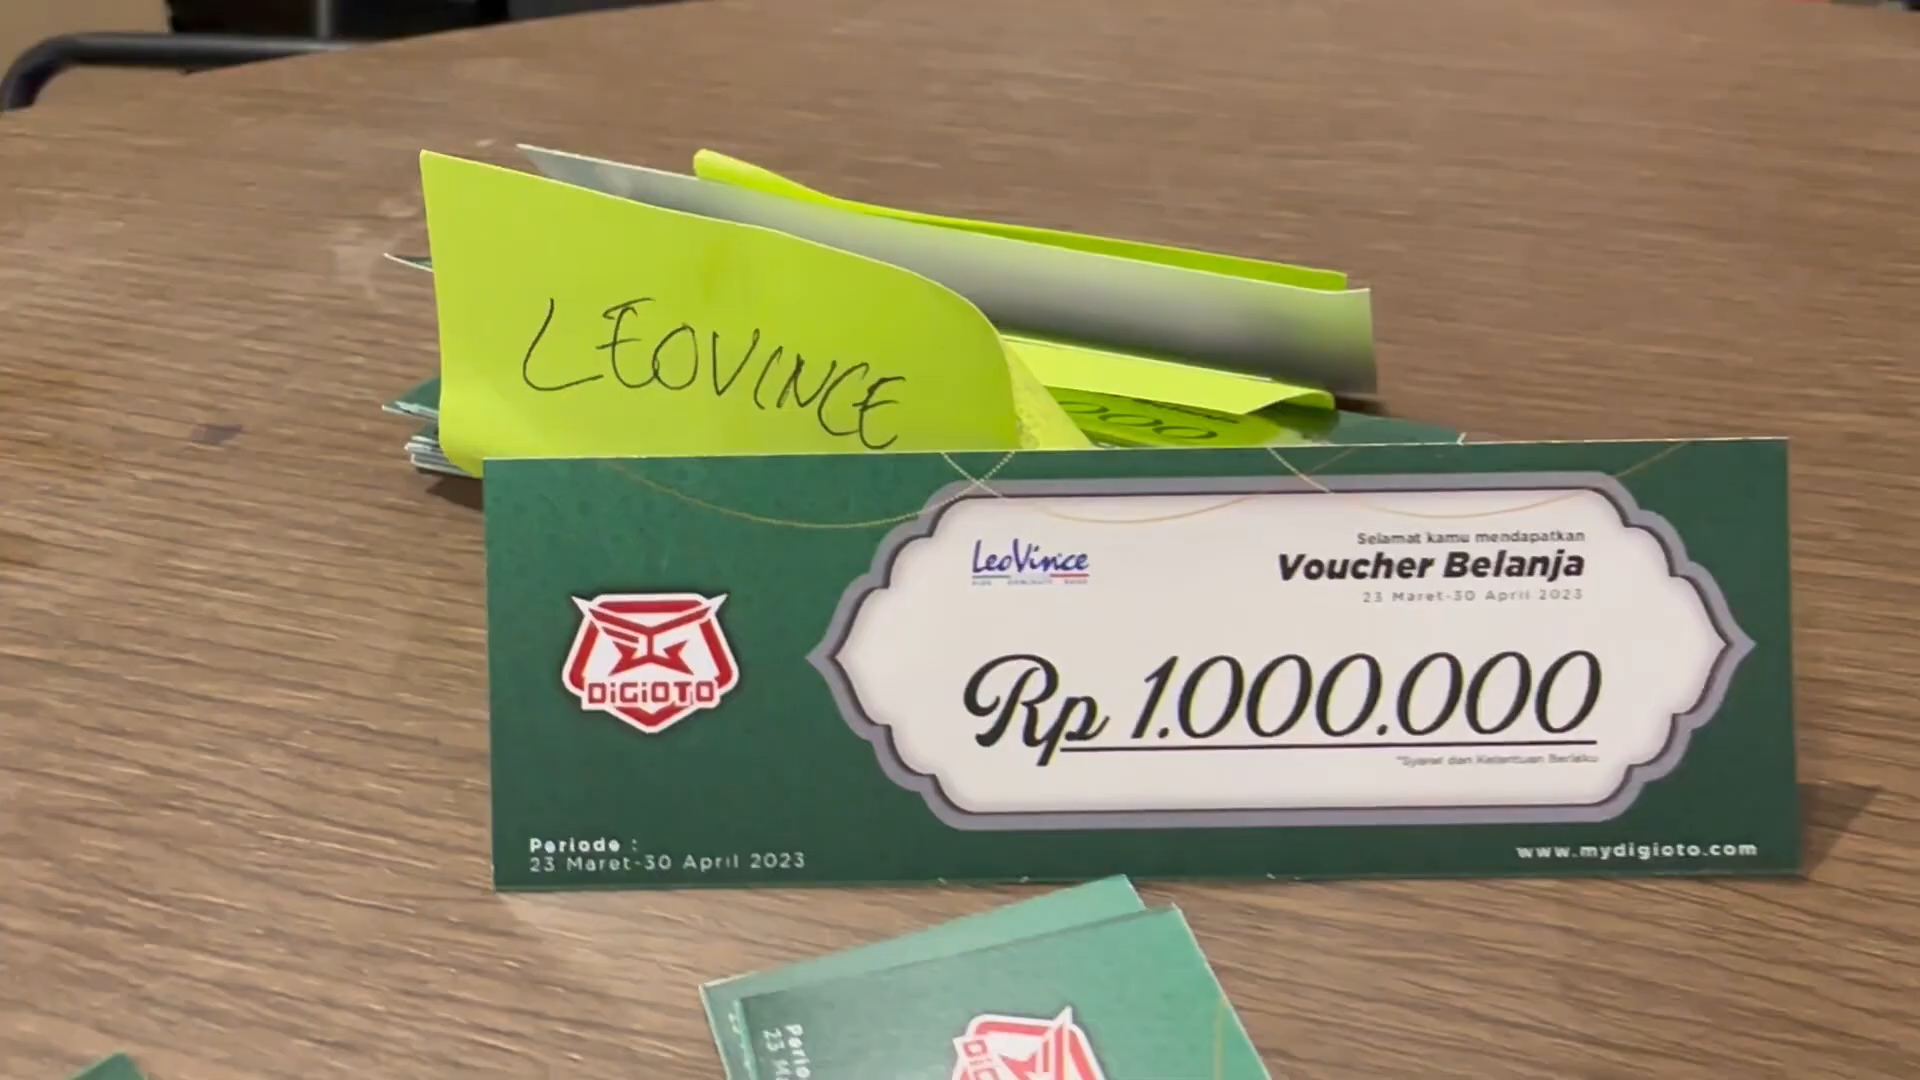 LEOVINCE
000
LeoVince
Selamat kamu mendapatkan
Voucher Belanja
23 Maret-30 April 2023
Rp 1.000.000
*Syarat dan Ketentuan Berlaku
DiGiOTO
Periode :
23 Maret-30 April 2023
www.mydigioto.com